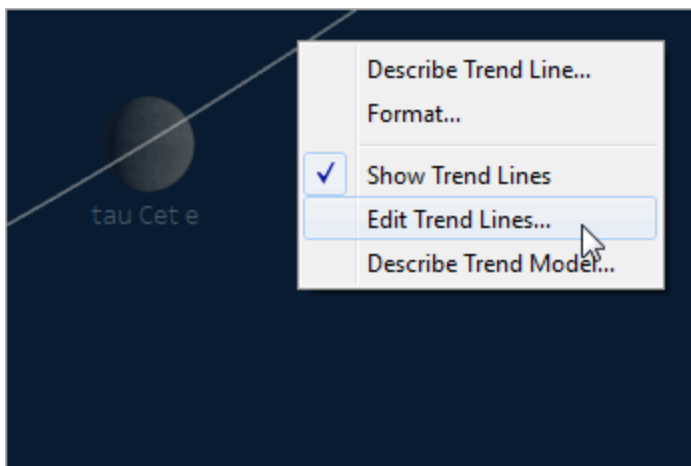 Describe Trend Line...
Format...
Show Trend Lines
Edit Trend Lines...
Describe Trend Model...
tau Cet e